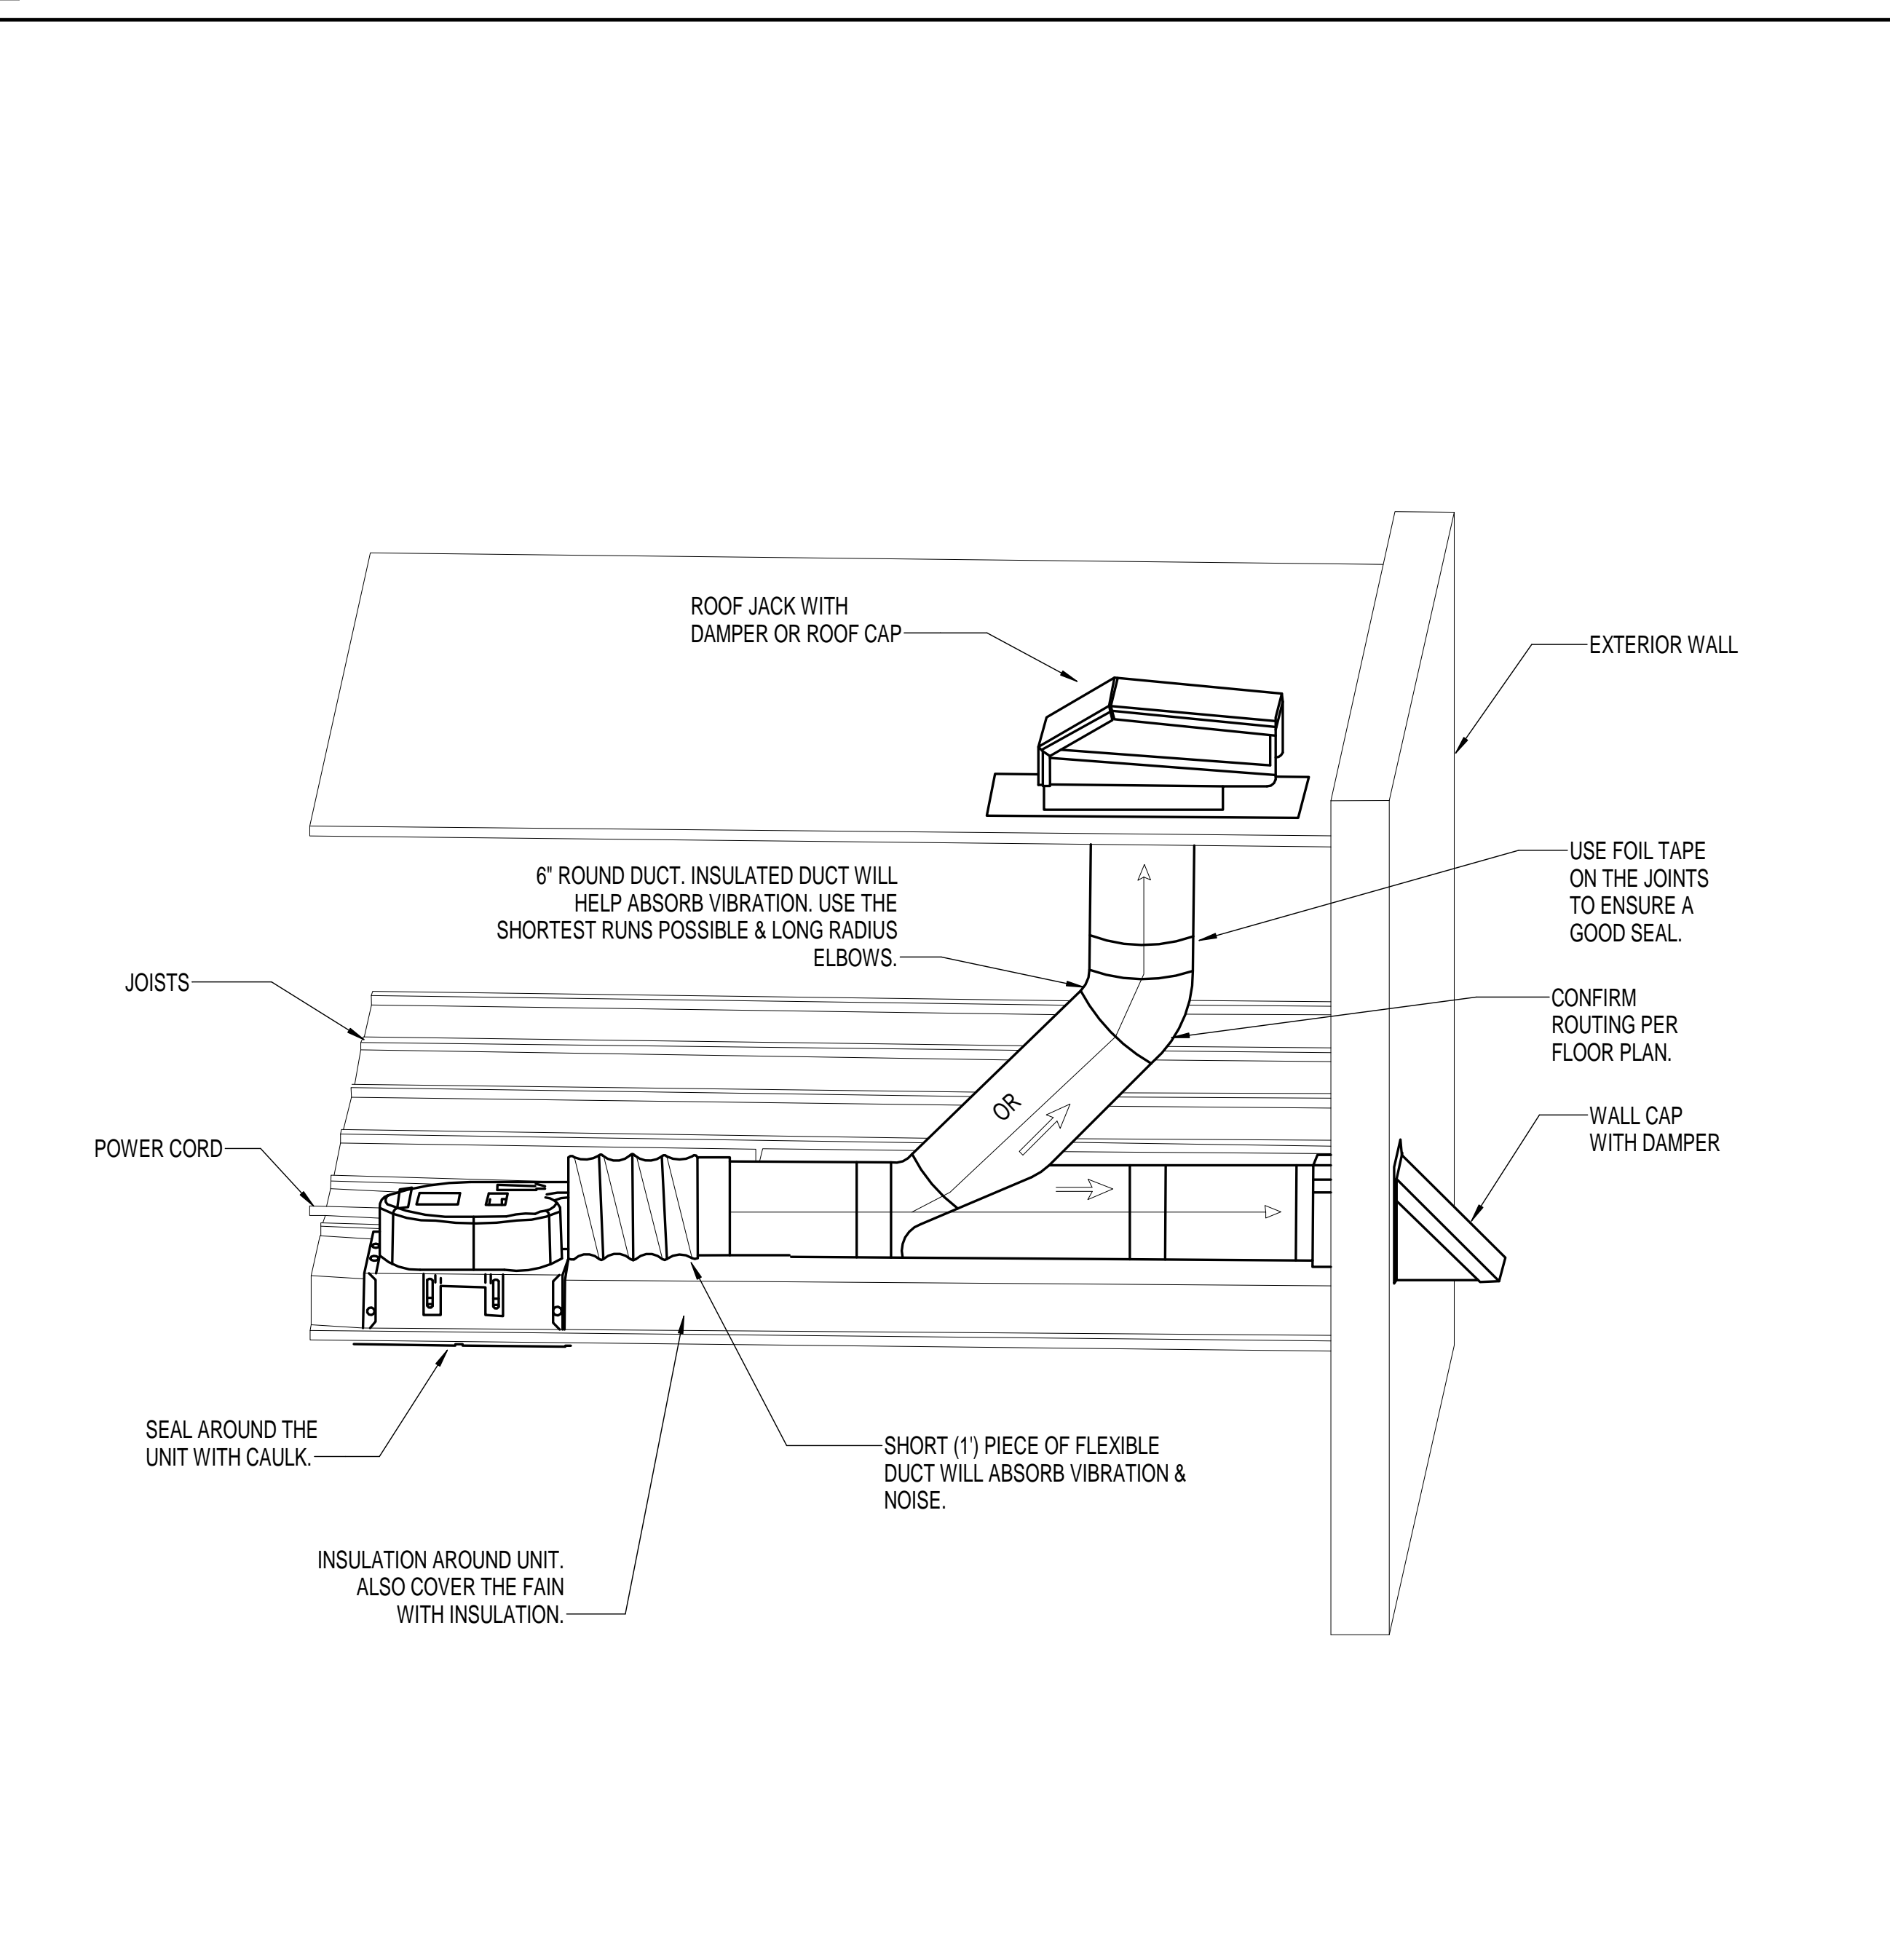 ROOF JACK WITH
DAMPER OR ROOF CAP
EXTERIOR WALL
USE FOIL TAPE
ON THE JOINTS
TO ENSURE A
GOOD SEAL.
6" ROUND DUCT. INSULATED DUCT WILL
HELP ABSORB VIBRATION. USE THE
SHORTEST RUNS POSSIBLE & LONG RADIUS
ELBOWS.
JOISTS
CONFIRM
ROUTING PER
FLOOR PLAN.
OR
WALL CAP
WITH DAMPER
POWER CORD
SEAL AROUND THE
UNIT WITH CAULK.
SHORT (1') PIECE OF FLEXIBLE
DUCT WILL ABSORB VIBRATION &
NOISE.
INSULATION AROUND UNIT.
ALSO COVER THE FAIN
WITH INSULATION.